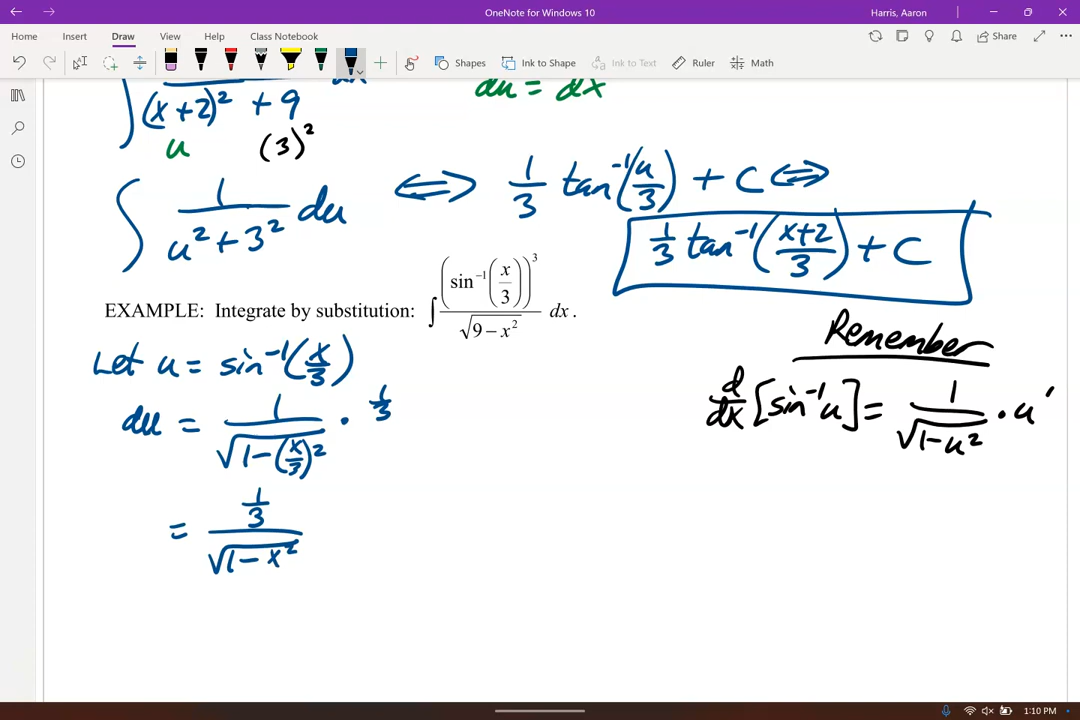 OneNote for Windows 10
Harris, Aaron
Home Insert Draw View Help Class Notebook
Share
Shapes Ink to Shape Ink to Text Ruler Math
∫ (x+2)² + 9 dx
du = dx
u (3)²
∫ 1/(u² + 3²) du ⟺ 1/3 tan⁻¹(u/3) + C ⟺
1/3 tan⁻¹((x+2)/3) + C
EXAMPLE: Integrate by substitution: ∫ (sin⁻¹(x/3))³/√(9 − x²) dx.
Remember
Let u = sin⁻¹(x/3)
d/dx [sin⁻¹u] = 1/√(1−u²) · u'
du = 1/√(1−(x/3)²) · 1/3
= (1/3)/√(1−x²)
1:10 PM